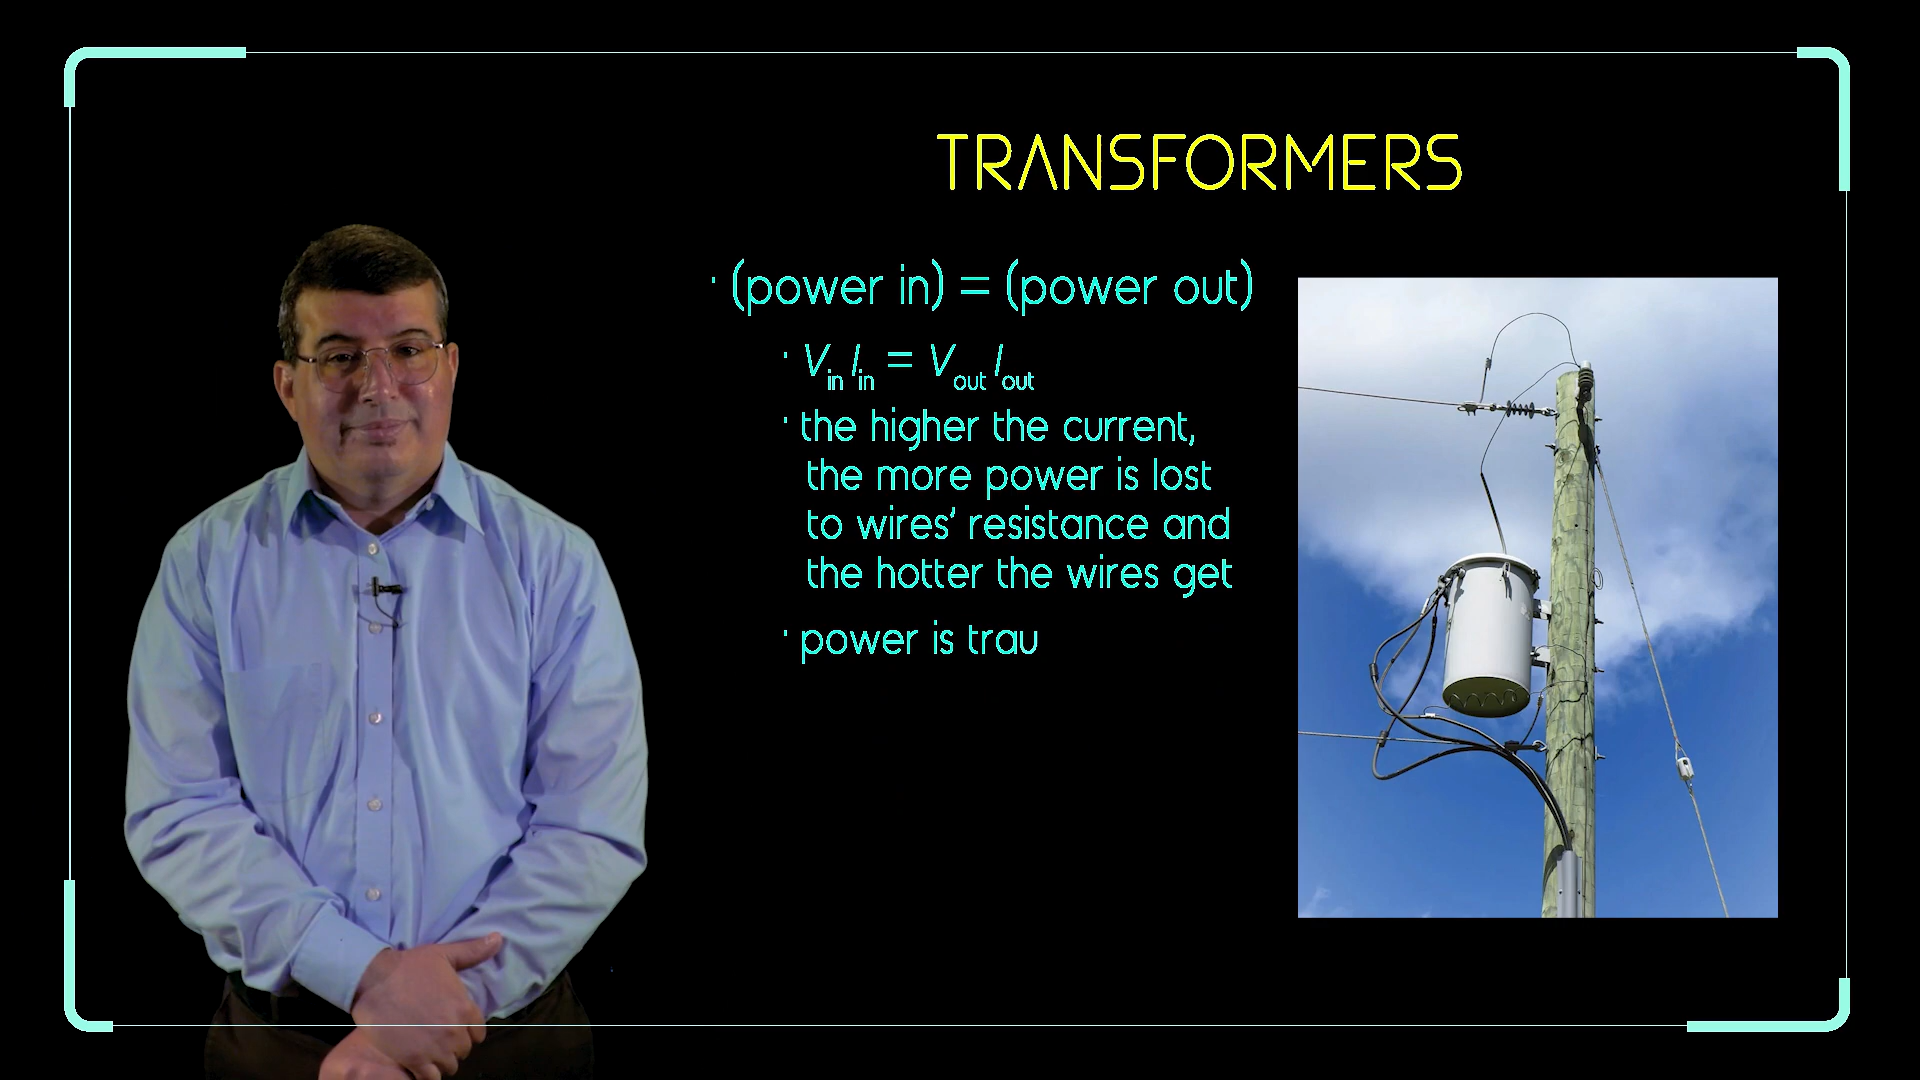 TRANSFORMERS
· (power in) = (power out)
· V_in I_in = V_out I_out
· the higher the current,
the more power is lost
to wires' resistance and
the hotter the wires get
· power is trau